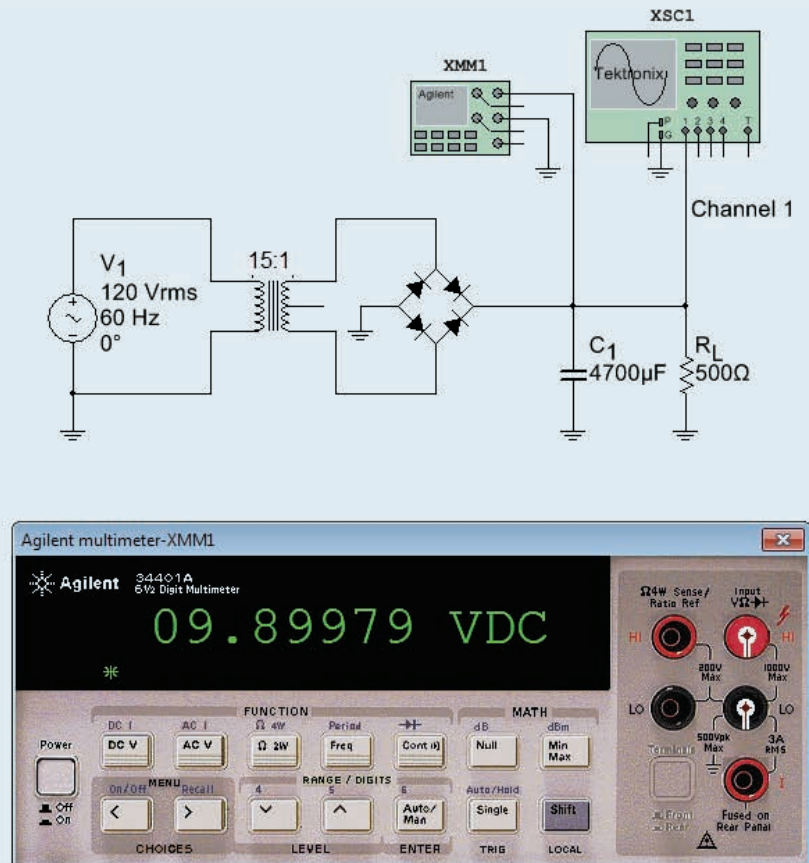 XSC1
XMM1
Tektronix
Agilent
P
G
1 2 3 4 T
Channel 1
15:1
V1
120 Vrms
60 Hz
0°
C1
4700µF
RL
500Ω
Agilent multimeter-XMM1
Agilent 34401A
6½ Digit Multimeter
09.89979 VDC
Ω4W Sense/
Ratio Ref
Input
VΩ
HI
HI
200V
Max
1000V
Max
LO
LO
500Vpk
Max
3A
RMS
Terminals
I
Front
Rear
Fused on
Rear Panal
FUNCTION
MATH
DC I AC I Ω 4W Period dB dBm
Power
DC V AC V Ω 2W Freq Cont Null Min Max
MENU
RANGE / DIGITS
On/Off Recall 4 5 6 Auto/Hold
Off
On
< > Auto/Man Single Shift
CHOICES LEVEL ENTER TRIG LOCAL